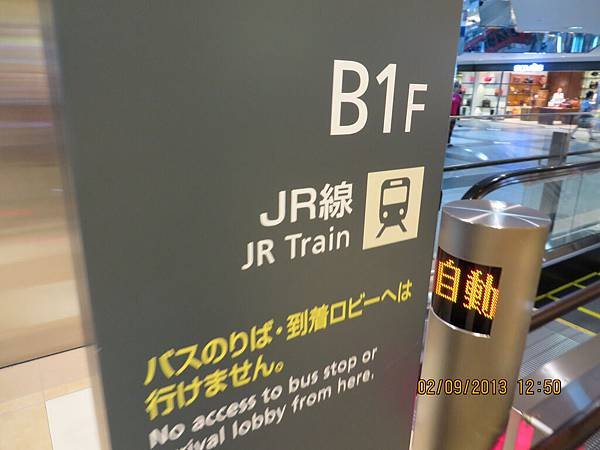 B1F
JR線
JR Train
バスのりば・到着ロビーへは
行けません。
No access to bus stop or
arrival lobby from here.
自動
02/09/2013 12:50